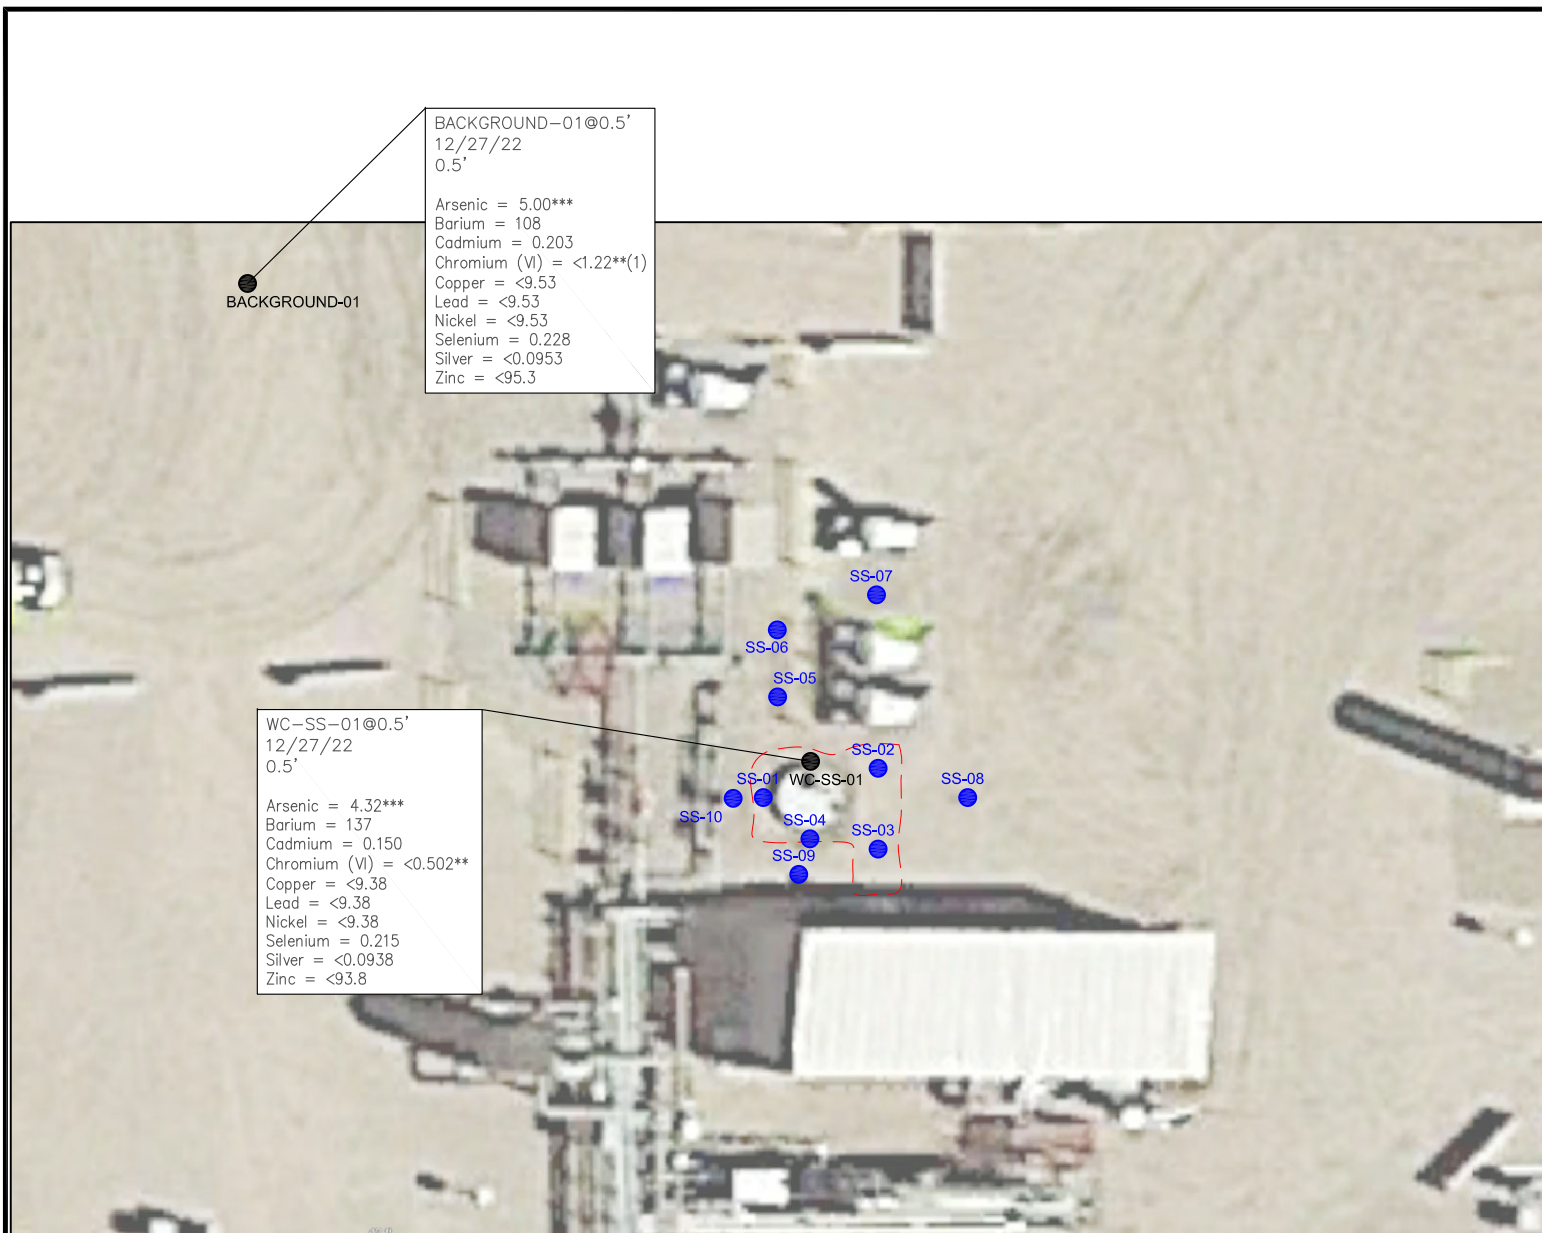 BACKGROUND-01@0.5'
12/27/22
0.5'
Arsenic = 5.00***
Barium = 108
Cadmium = 0.203
Chromium (VI) = <1.22**(1)
Copper = <9.53
Lead = <9.53
Nickel = <9.53
Selenium = 0.228
Silver = <0.0953
Zinc = <95.3
BACKGROUND-01
SS-07
SS-06
SS-05
WC-SS-01@0.5'
12/27/22
0.5'
Arsenic = 4.32***
Barium = 137
Cadmium = 0.150
Chromium (VI) = <0.502**
Copper = <9.38
Lead = <9.38
Nickel = <9.38
Selenium = 0.215
Silver = <0.0938
Zinc = <93.8
SS-02
SS-01
WC-SS-01
SS-08
SS-10
SS-04
SS-03
SS-09